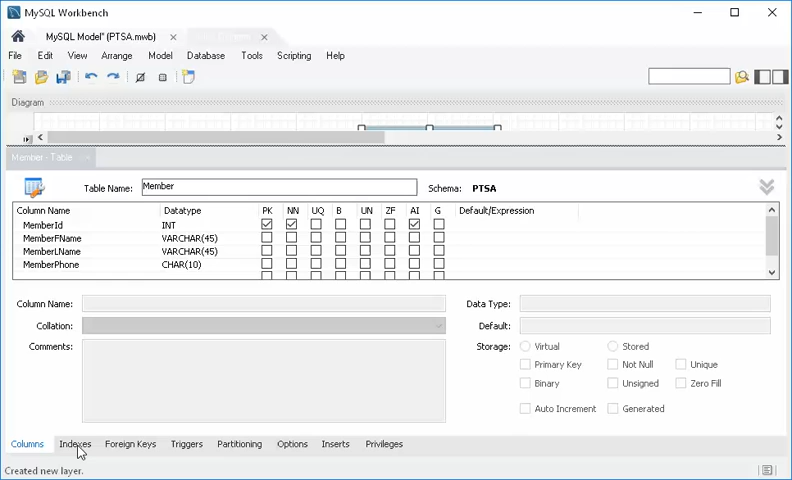 MySQL Workbench
MySQL Model* (PTSA.mwb)
File Edit View Arrange Model Database Tools Scripting Help
Diagram
Member - Table
Table Name: Member Schema: PTSA
Column Name Datatype PK NN UQ B UN ZF AI G Default/Expression
MemberId INT
MemberFName VARCHAR(45)
MemberLName VARCHAR(45)
MemberPhone CHAR(10)
Column Name: Data Type:
Collation: Default:
Comments: Storage: Virtual Stored
Primary Key Not Null Unique
Binary Unsigned Zero Fill
Auto Increment Generated
Columns Indexes Foreign Keys Triggers Partitioning Options Inserts Privileges
Created new layer.